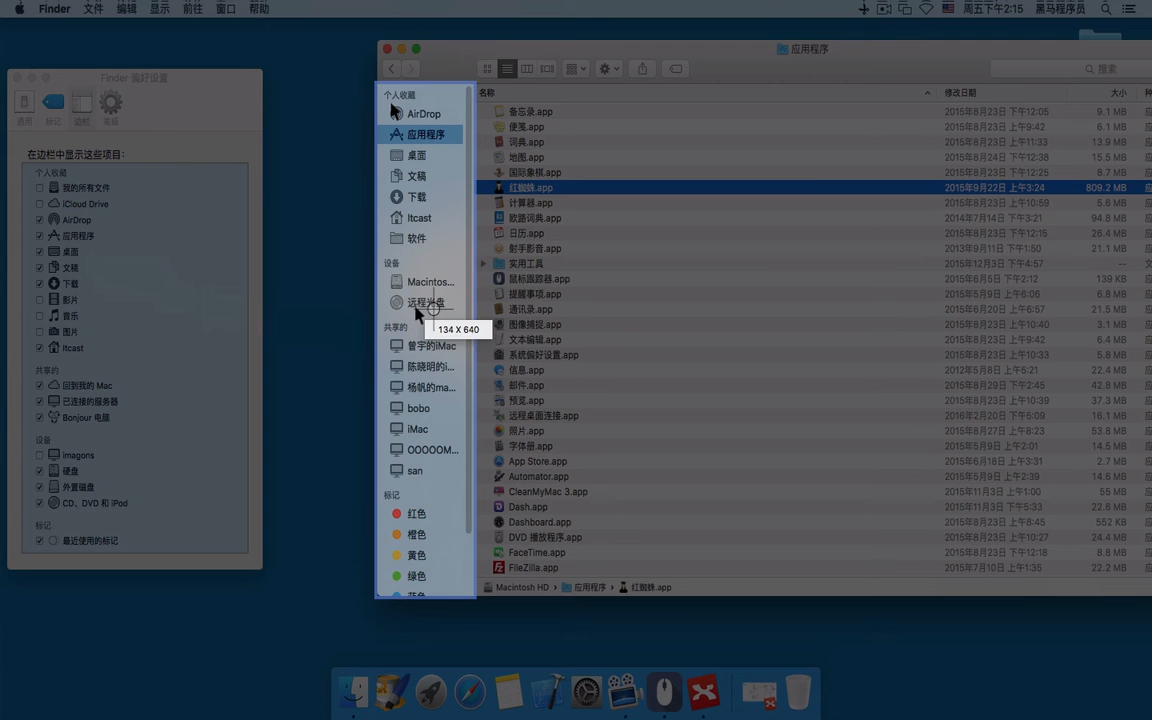 Finder 文件 编辑 显示 前往 窗口 帮助
周五下午2:15 黑马程序员
Finder 偏好设置
通用 标记 边栏 高级
在边栏中显示这些项目:
个人收藏
我的所有文件
iCloud Drive
AirDrop
应用程序
桌面
文稿
下载
影片
音乐
图片
Itcast
共享的
回到我的 Mac
已连接的服务器
Bonjour 电脑
设备
imagons
硬盘
外置磁盘
CD、DVD 和 iPod
标记
最近使用的标记
应用程序
搜索
个人收藏
AirDrop
应用程序
桌面
文稿
下载
Itcast
软件
设备
Macintos...
远程光盘
134 X 640
共享的
曾宇的iMac
陈晓明的i...
杨帆的ma...
bobo
iMac
OOOOOM...
san
标记
红色
橙色
黄色
绿色
蓝色
名称 修改日期 大小 种
备忘录.app 2015年8月23日 下午12:05 9.1 MB 应
便笺.app 2015年8月23日 上午9:42 6.1 MB 应
词典.app 2015年8月23日 上午11:33 13.9 MB 应
地图.app 2015年8月24日 下午12:38 15.5 MB 应
国际象棋.app 2015年8月23日 下午12:27 6.7 MB 应
红蜘蛛.app 2015年9月22日 上午3:24 809.2 MB 应
计算器.app 2015年8月23日 上午10:59 5.6 MB 应
欧路词典.app 2014年7月14日 下午3:21 94.8 MB 应
日历.app 2015年8月23日 下午12:15 26.4 MB 应
射手影音.app 2013年9月11日 下午1:50 21.1 MB 应
实用工具 2015年12月3日 下午4:57 -- 应
鼠标跟踪器.app 2015年6月5日 下午2:12 139 KB 应
提醒事项.app 2015年8月23日 下午5:09 6.8 MB 应
通讯录.app 2015年6月20日 上午6:57 21.5 MB 应
图像捕捉.app 2015年8月23日 上午10:40 3.1 MB 应
文本编辑.app 2015年8月23日 下午9:42 6.4 MB 应
系统偏好设置.app 2015年8月23日 上午10:33 5.8 MB 应
信息.app 2012年5月8日 上午5:21 22.4 MB 应
邮件.app 2015年8月29日 上午2:45 42.8 MB 应
预览.app 2015年8月23日 上午10:39 37.3 MB 应
远程桌面连接.app 2016年2月20日 下午5:09 16.1 MB 应
照片.app 2015年8月27日 上午8:23 53.8 MB 应
字体册.app 2015年5月9日 上午2:01 14.5 MB 应
App Store.app 2015年6月18日 上午3:31 2.7 MB 应
Automator.app 2015年5月9日 上午2:39 14.5 MB 应
CleanMyMac 3.app 2015年11月3日 上午1:00 55 MB 应
Dash.app 2015年11月3日 下午5:33 22.8 MB 应
Dashboard.app 2015年8月23日 上午8:45 552 KB 应
DVD 播放程序.app 2015年8月23日 上午10:27 24.4 MB 应
FaceTime.app 2015年8月23日 下午12:18 8.8 MB 应
FileZilla.app 2015年7月10日 上午1:35 22.2 MB 应
Macintosh HD › 应用程序 › 红蜘蛛.app